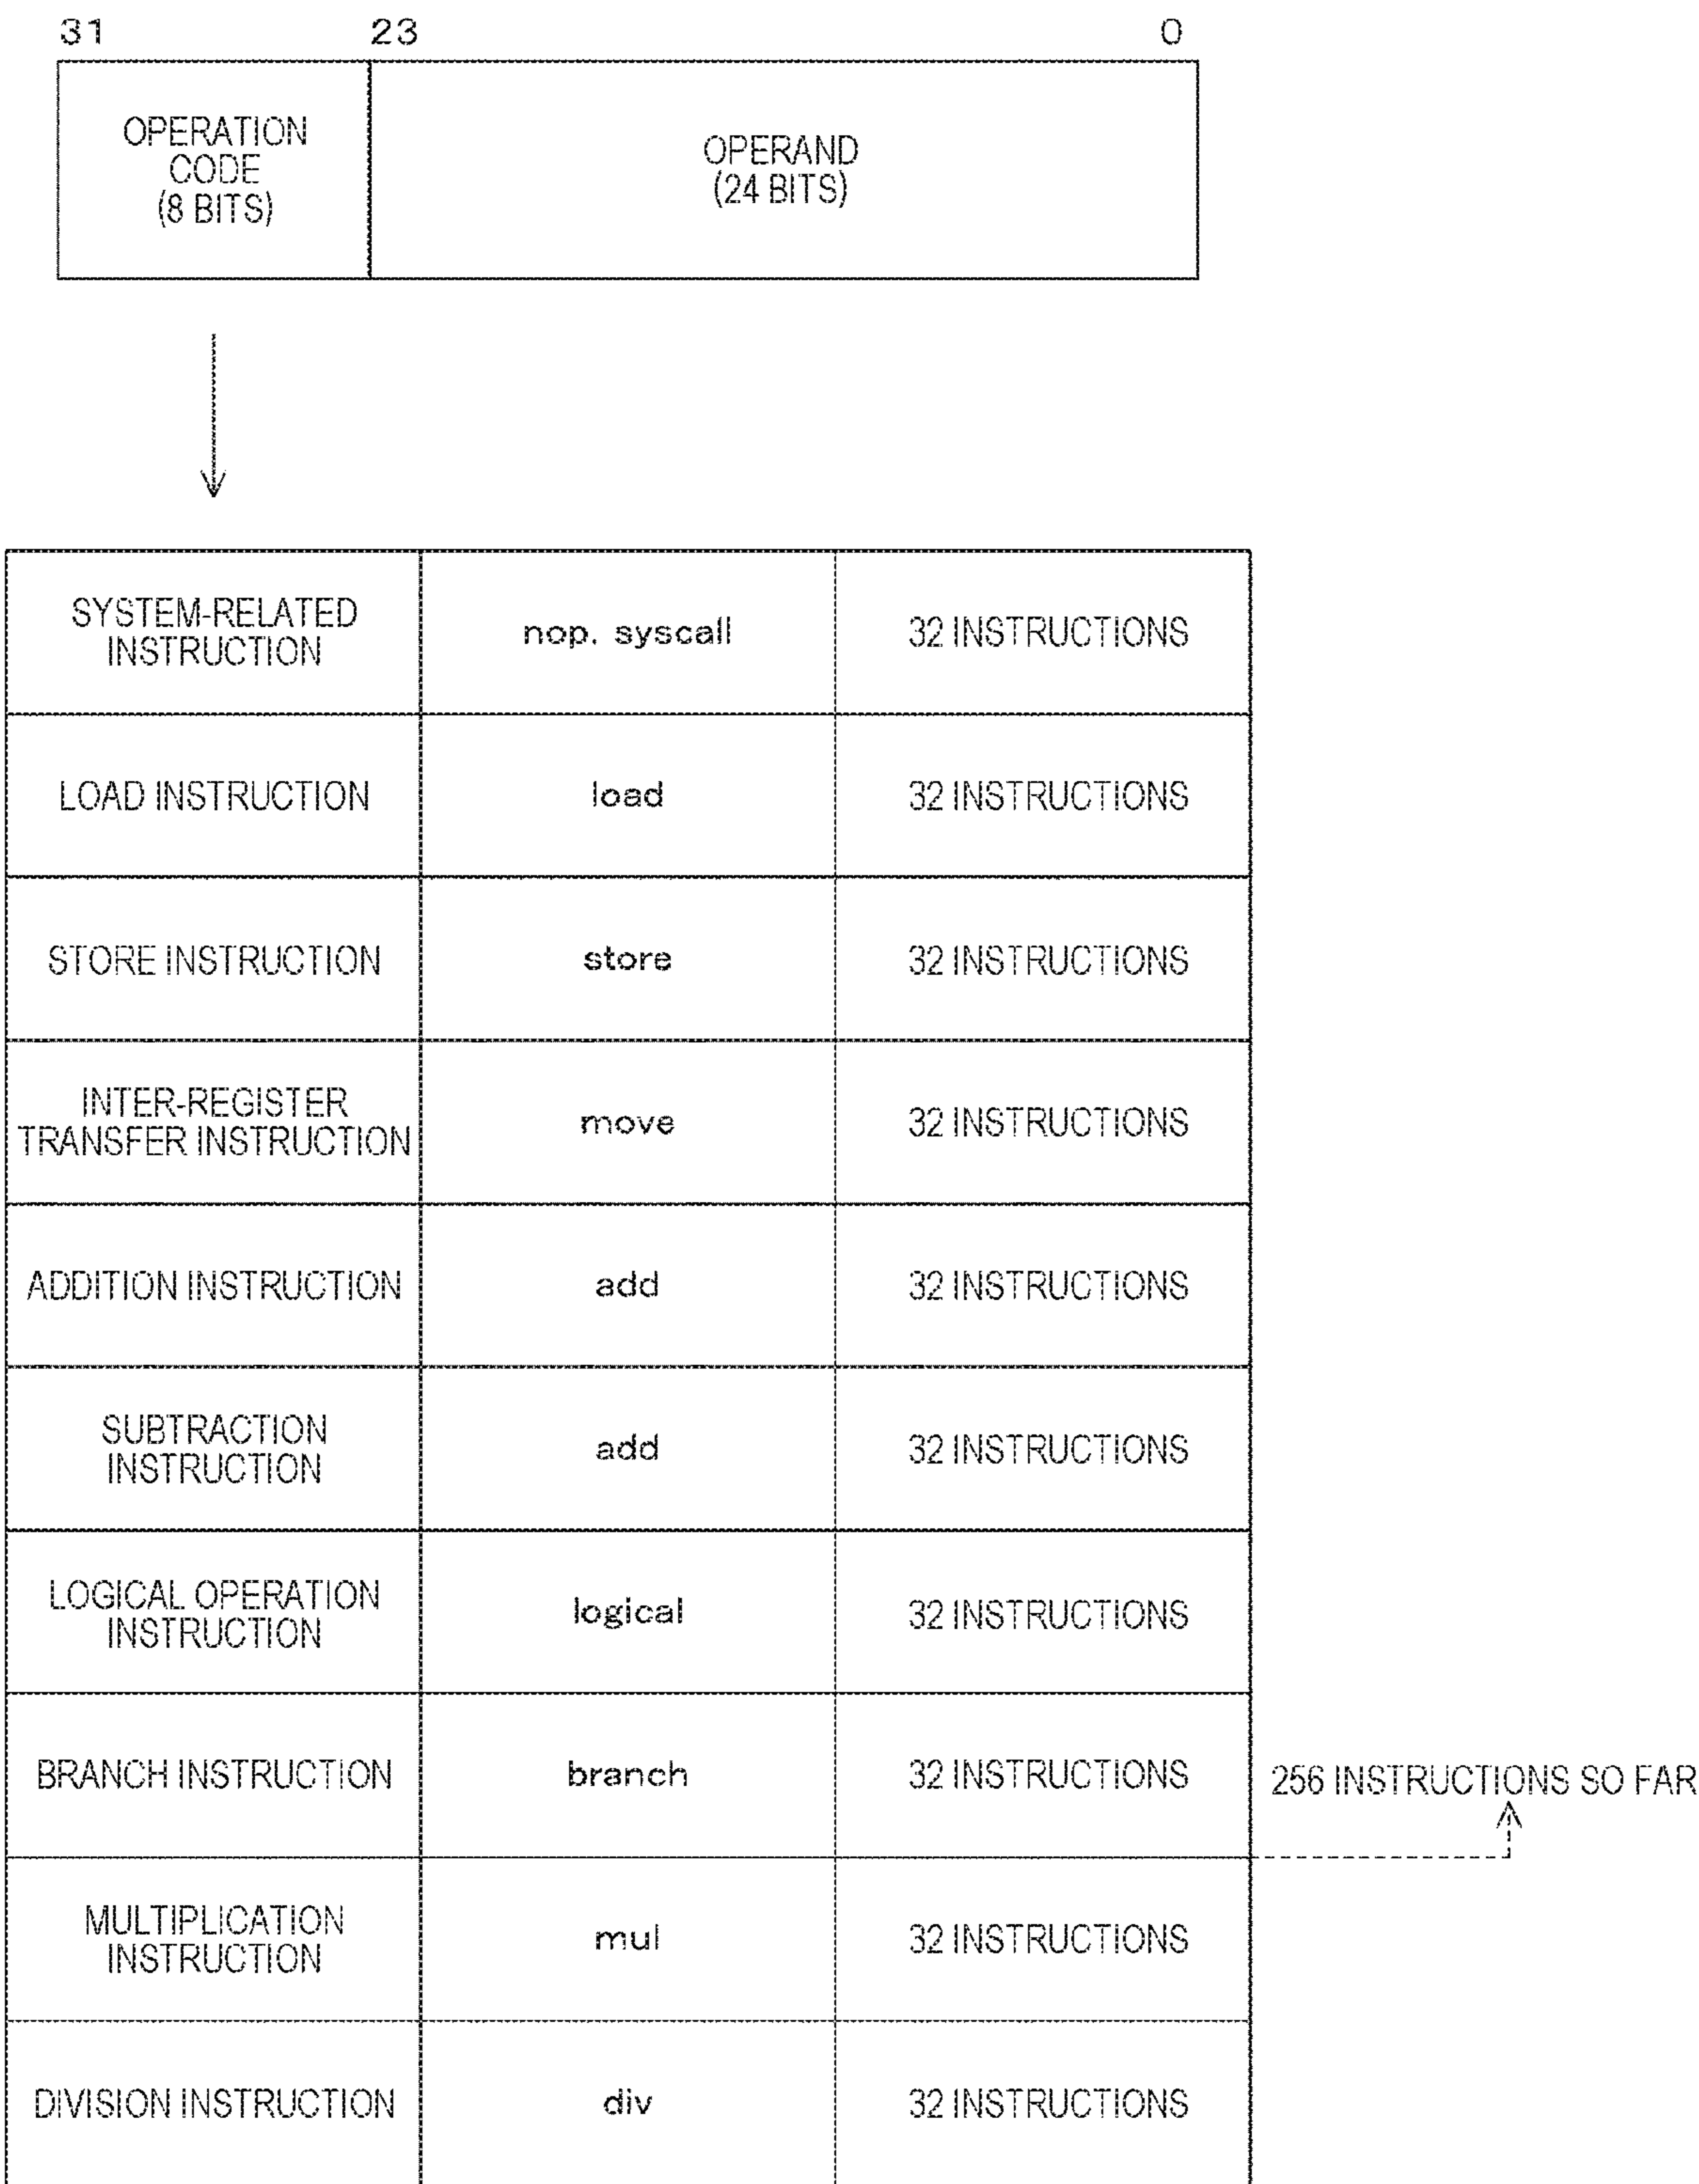 31 23 0
OPERATION
CODE
(8 BITS)
OPERAND
(24 BITS)
SYSTEM-RELATED
INSTRUCTION
nop. syscall
32 INSTRUCTIONS
LOAD INSTRUCTION
load
32 INSTRUCTIONS
STORE INSTRUCTION
store
32 INSTRUCTIONS
INTER-REGISTER
TRANSFER INSTRUCTION
move
32 INSTRUCTIONS
ADDITION INSTRUCTION
add
32 INSTRUCTIONS
SUBTRACTION
INSTRUCTION
add
32 INSTRUCTIONS
LOGICAL OPERATION
INSTRUCTION
logical
32 INSTRUCTIONS
BRANCH INSTRUCTION
branch
32 INSTRUCTIONS
256 INSTRUCTIONS SO FAR
MULTIPLICATION
INSTRUCTION
mul
32 INSTRUCTIONS
DIVISION INSTRUCTION
div
32 INSTRUCTIONS